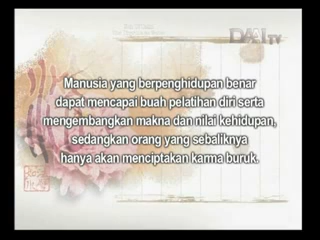 DAAI TV
Manusia yang berpenghidupan benar
dapat mencapai buah pelatihan diri serta
mengembangkan makna dan nilai kehidupan,
sedangkan orang yang sebaliknya
hanya akan menciptakan karma buruk.